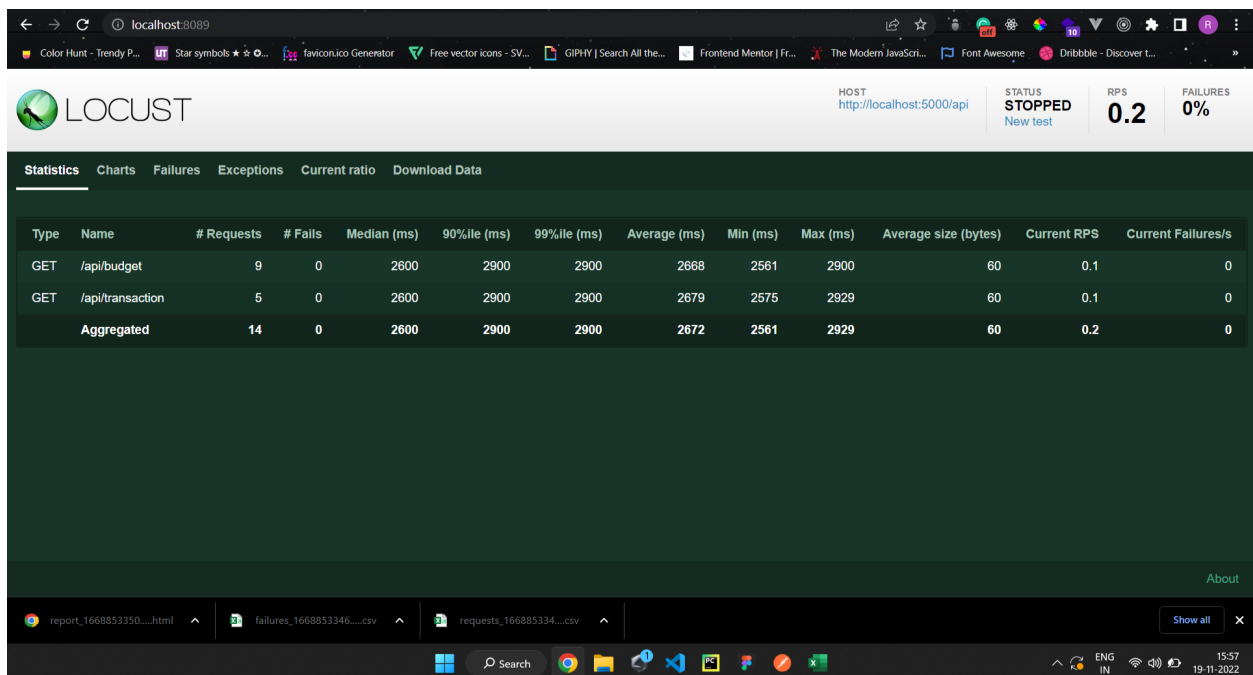 localhost:8089
off
10
R
Color Hunt - Trendy P... UT Star symbols ★ ☆ ✪... favicon.ico Generator Free vector icons - SV... GIPHY | Search All the... Frontend Mentor | Fr... The Modern JavaScri... Font Awesome Dribbble - Discover t... »
LOCUST
HOST
http://localhost:5000/api
STATUS
STOPPED
New test
RPS
0.2
FAILURES
0%
Statistics Charts Failures Exceptions Current ratio Download Data
Type Name # Requests # Fails Median (ms) 90%ile (ms) 99%ile (ms) Average (ms) Min (ms) Max (ms) Average size (bytes) Current RPS Current Failures/s
GET /api/budget 9 0 2600 2900 2900 2668 2561 2900 60 0.1 0
GET /api/transaction 5 0 2600 2900 2900 2679 2575 2929 60 0.1 0
Aggregated 14 0 2600 2900 2900 2672 2561 2929 60 0.2 0
About
report_1668853350.....html failures_1668853346.....csv requests_166885334....csv Show all
Search
1
PC
ENG
IN
15:57
19-11-2022